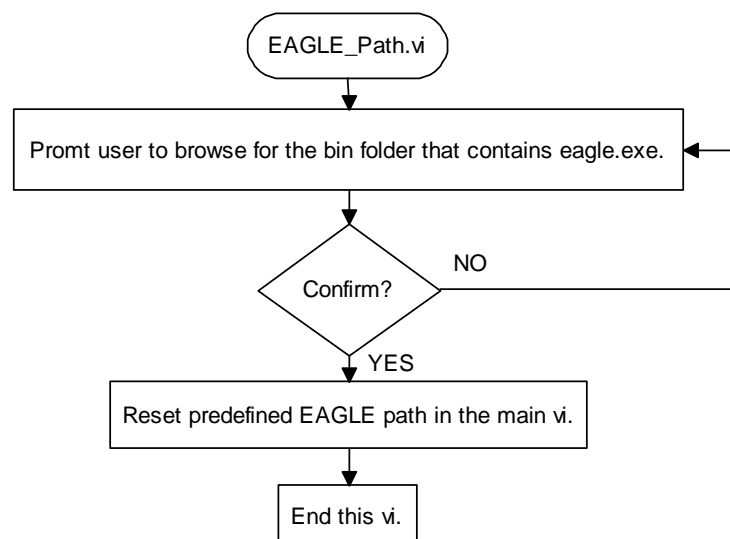 EAGLE_Path.vi
Promt user to browse for the bin folder that contains eagle.exe.
Confirm?
NO
YES
Reset predefined EAGLE path in the main vi.
End this vi.